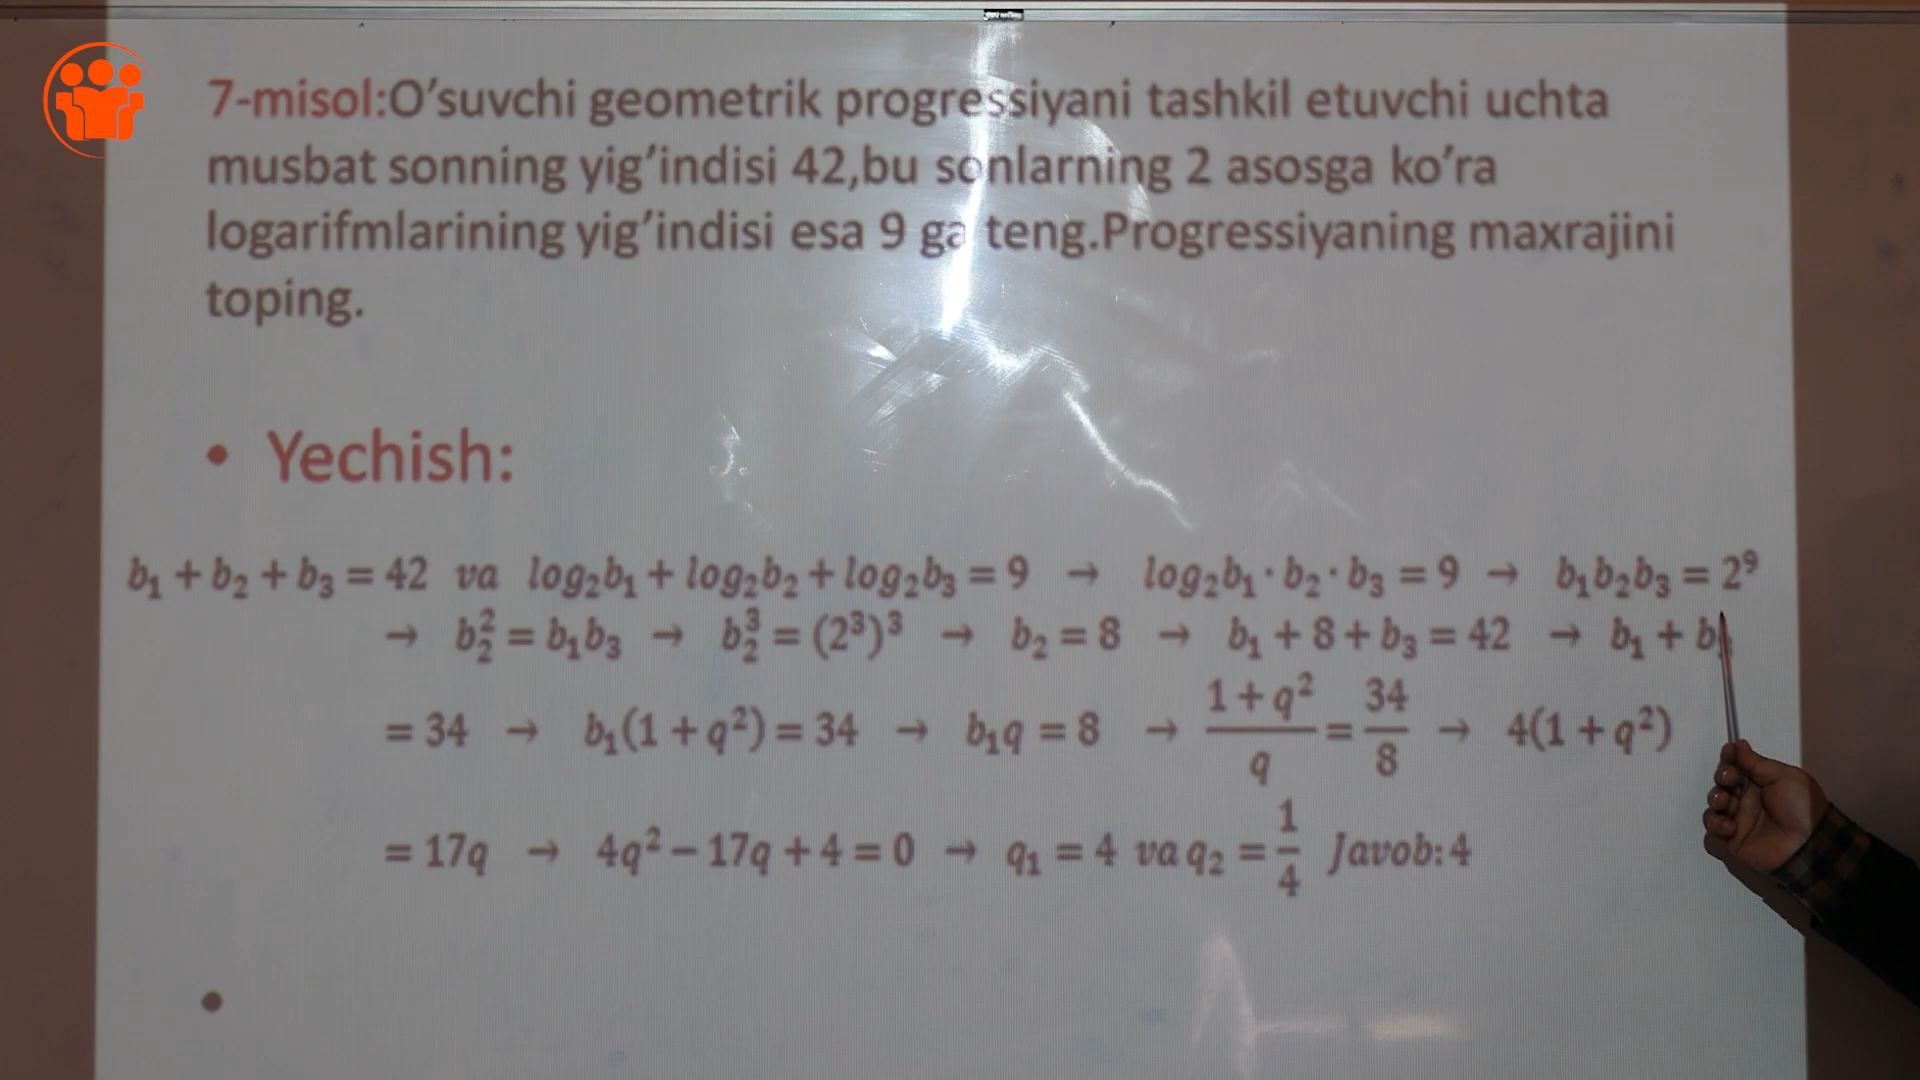 7-misol:O’suvchi geometrik progressiyani tashkil etuvchi uchta
musbat sonning yig’indisi 42,bu sonlarning 2 asosga ko’ra
logarifmlarining yig’indisi esa 9 ga teng.Progressiyaning maxrajini
toping.
• Yechish:
b₁ + b₂ + b₃ = 42 va log₂b₁ + log₂b₂ + log₂b₃ = 9 → log₂b₁ · b₂ · b₃ = 9 → b₁b₂b₃ = 2⁹
→ b₂² = b₁b₃ → b₂³ = (2³)³ → b₂ = 8 → b₁ + 8 + b₃ = 42 → b₁ + b
= 34 → b₁(1 + q²) = 34 → b₁q = 8 → (1 + q²)/q = 34/8 → 4(1 + q²)
= 17q → 4q² − 17q + 4 = 0 → q₁ = 4 va q₂ = 1/4 Javob: 4